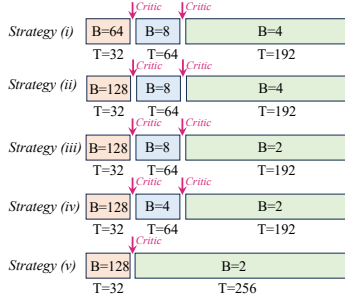 Critic Critic
Strategy (i) B=64 B=8 B=4
T=32 T=64 T=192
Critic Critic
Strategy (ii) B=128 B=8 B=4
T=32 T=64 T=192
Critic Critic
Strategy (iii) B=128 B=8 B=2
T=32 T=64 T=192
Critic Critic
Strategy (iv) B=128 B=4 B=2
T=32 T=64 T=192
Critic
Strategy (v) B=128 B=2
T=32 T=256